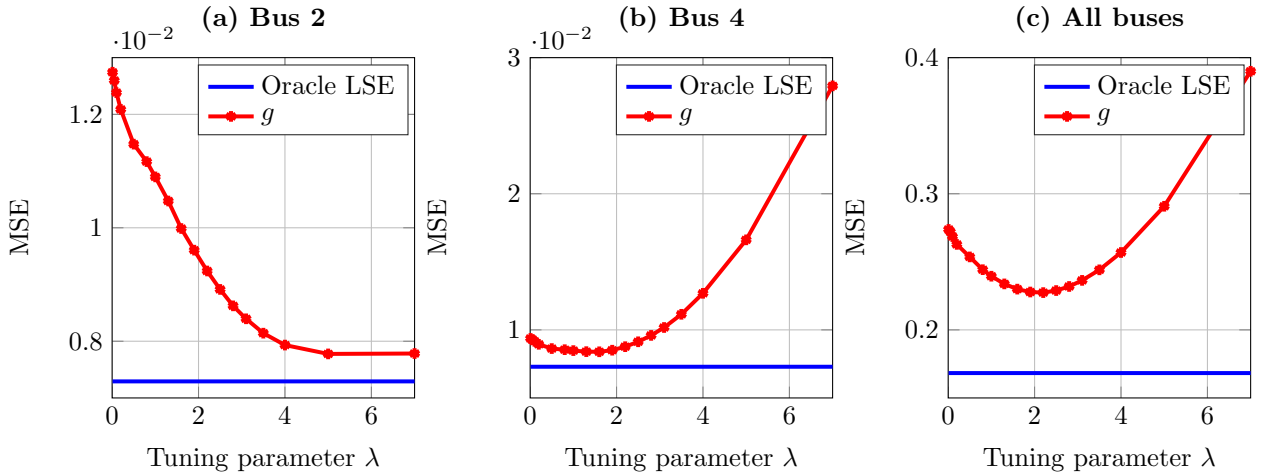 (a) Bus 2
·10⁻²
MSE
1.2
1
0.8
0 2 4 6
Tuning parameter λ
Oracle LSE
g
(b) Bus 4
·10⁻²
MSE
3
2
1
0 2 4 6
Tuning parameter λ
Oracle LSE
g
(c) All buses
MSE
0.4
0.3
0.2
0 2 4 6
Tuning parameter λ
Oracle LSE
g